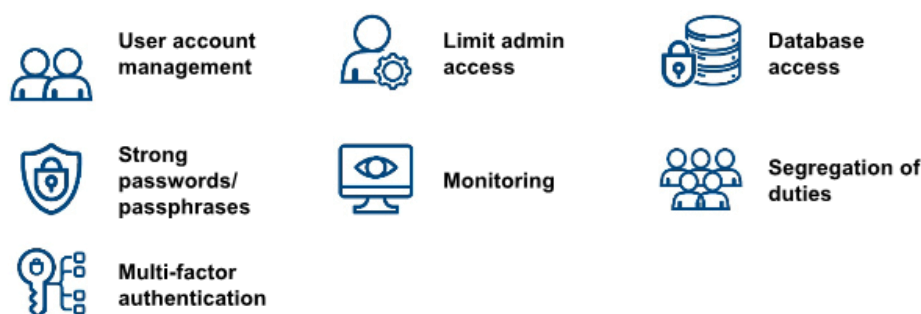 User account
management
Limit admin
access
Database
access
Strong
passwords/
passphrases
Monitoring
Segregation of
duties
Multi-factor
authentication